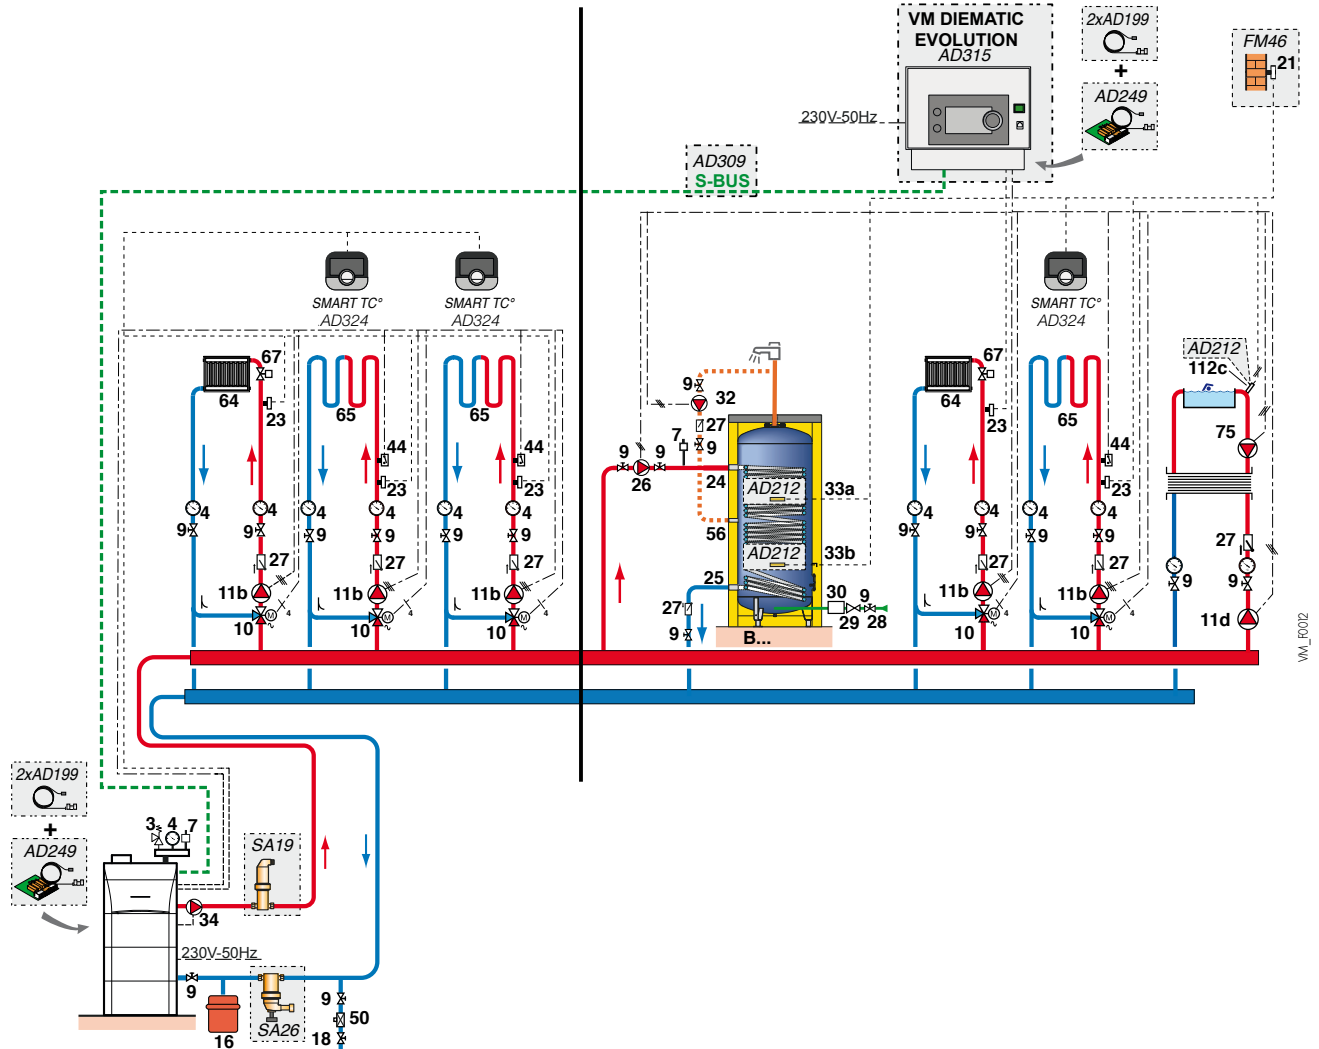 VM DIEMATIC
EVOLUTION
AD315
2xAD199
+
AD249
FM46
21
230V-50Hz
AD309
S-BUS
SMART TC°
AD324
SMART TC°
AD324
SMART TC°
AD324
67
64
23
65
65
44
44
23
23
4
4
4
4
4
4
9
9
9
9
9
9
27
27
27
11b
11b
11b
M
4
M
4
M
4
10
10
10
9
32
27
9
7
9
9
26
24
AD212
33a
56
AD212
33b
25
27
9
30
9
29
28
B...
67
64
23
65
44
23
4
4
4
4
9
9
9
9
27
27
11b
11b
M
4
M
4
10
10
AD212
112c
75
27
9
9
11d
VM_F0012
2xAD199
+
AD249
3
4
7
SA19
34
230V-50Hz
9
16
SA26
9
50
18